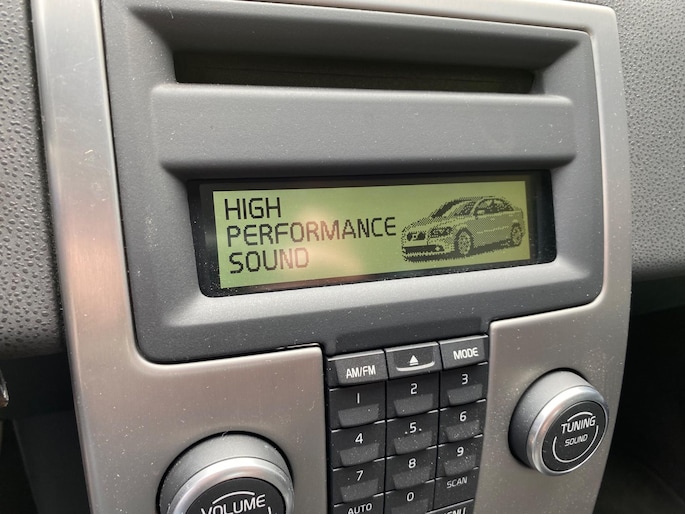 HIGH
PERFORMANCE
SOUND
AM/FM
MODE
1 2 3
4 .5. 6
7 8 9
AUTO 0 SCAN
MENU
VOLUME
TUNING
SOUND